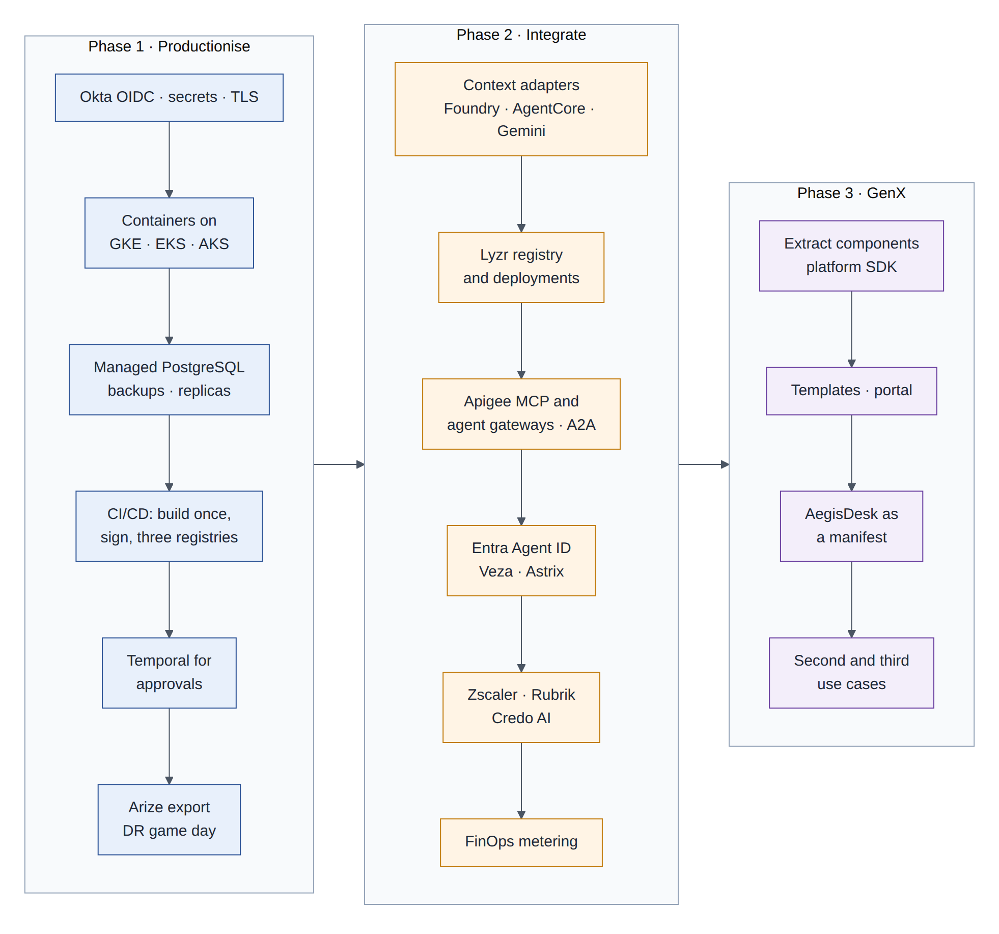 Phase 1 · Productionise
Okta OIDC · secrets · TLS
Containers on
GKE · EKS · AKS
Managed PostgreSQL
backups · replicas
CI/CD: build once,
sign, three registries
Temporal for
approvals
Arize export
DR game day
Phase 2 · Integrate
Context adapters
Foundry · AgentCore ·
Gemini
Lyzr registry
and deployments
Apigee MCP and
agent gateways · A2A
Entra Agent ID
Veza · Astrix
Zscaler · Rubrik
Credo AI
FinOps metering
Phase 3 · GenX
Extract components
platform SDK
Templates · portal
AegisDesk as
a manifest
Second and third
use cases